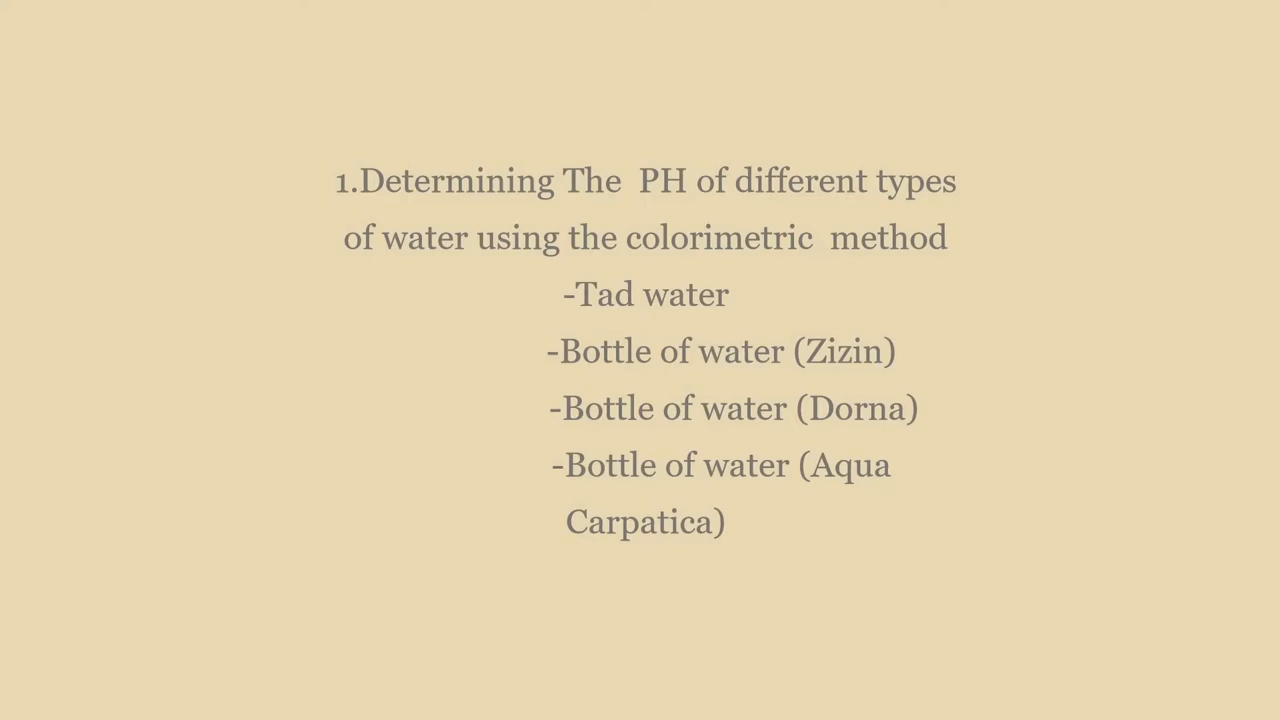 1.Determining The  PH of different types
of water using the colorimetric  method
-Tad water
-Bottle of water (Zizin)
-Bottle of water (Dorna)
-Bottle of water (Aqua
Carpatica)